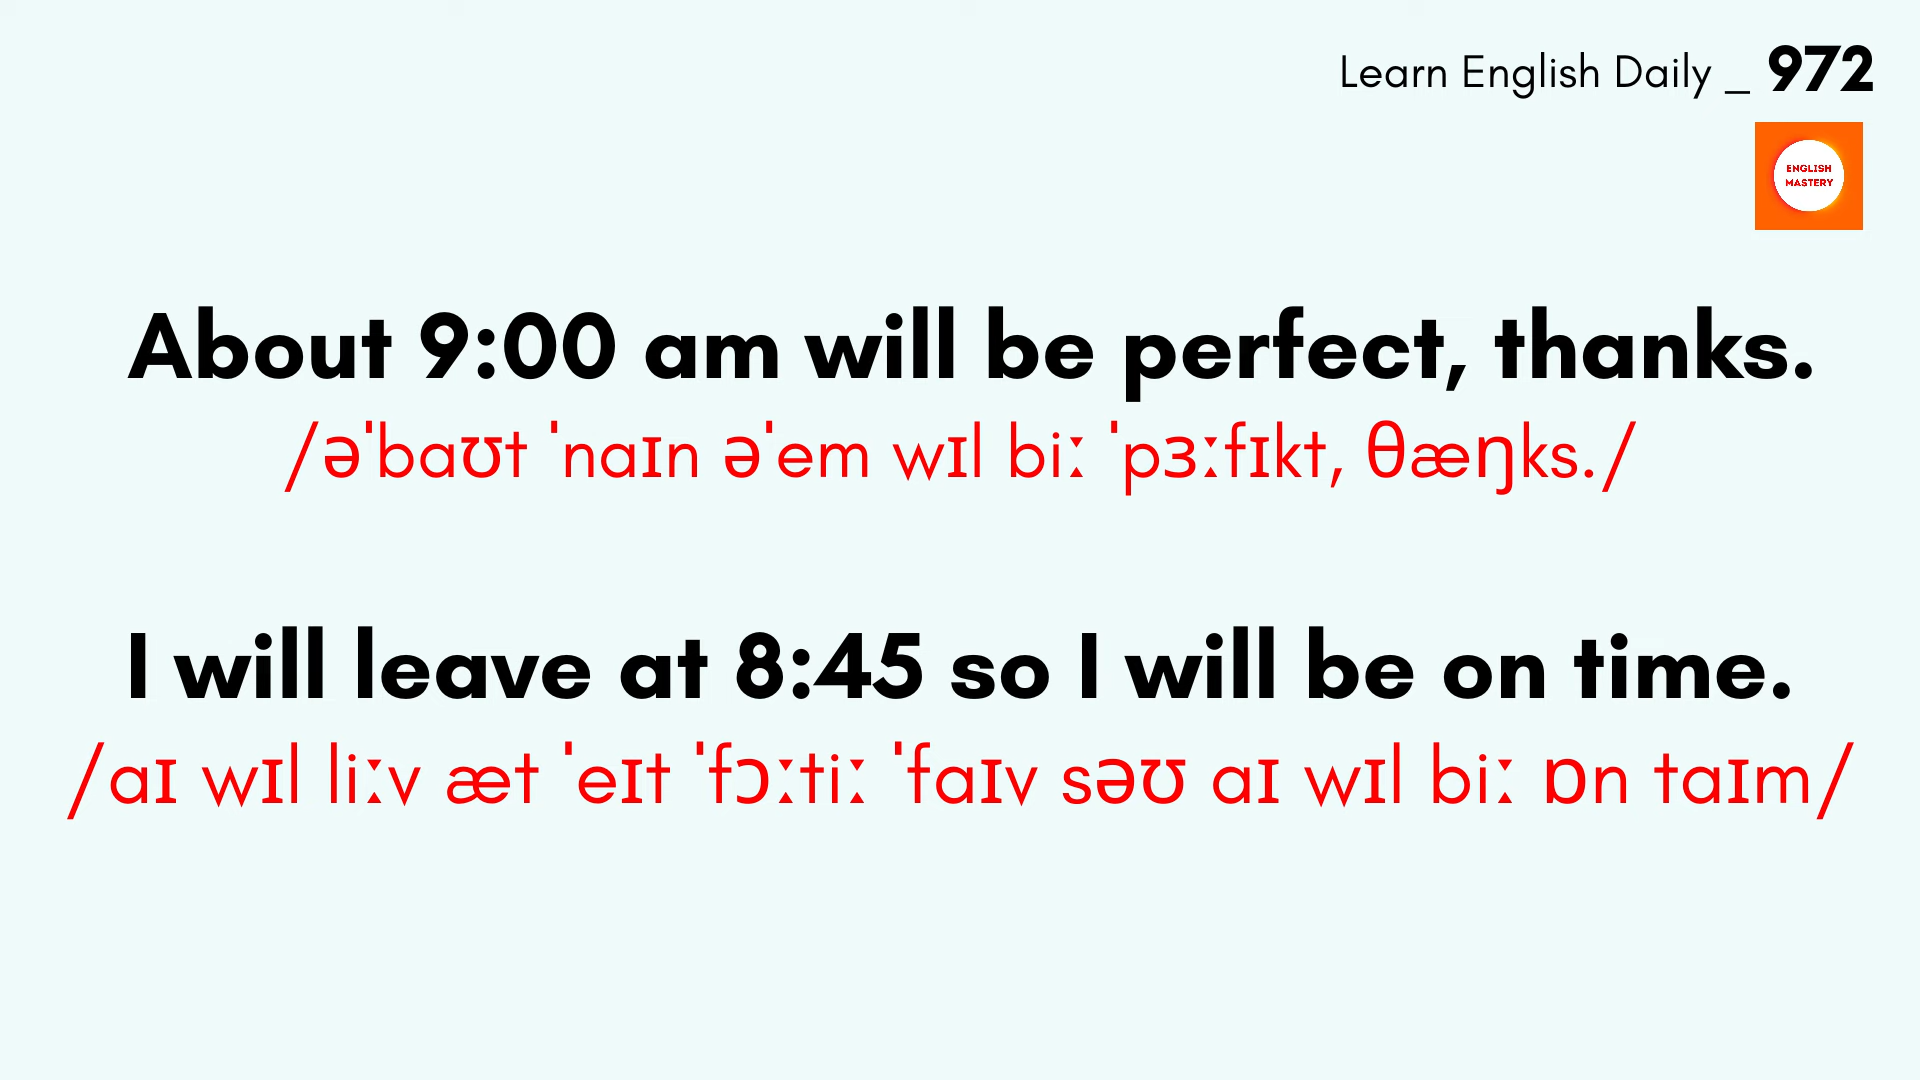 Learn English Daily _ 972
ENGLISH
MASTERY
About 9:00 am will be perfect, thanks.
/əˈbaʊt ˈnaɪn əˈem wɪl biː ˈpɜːfɪkt, θæŋks./
I will leave at 8:45 so I will be on time.
/aɪ wɪl liːv æt ˈeɪt ˈfɔːtiː ˈfaɪv səʊ aɪ wɪl biː ɒn taɪm/